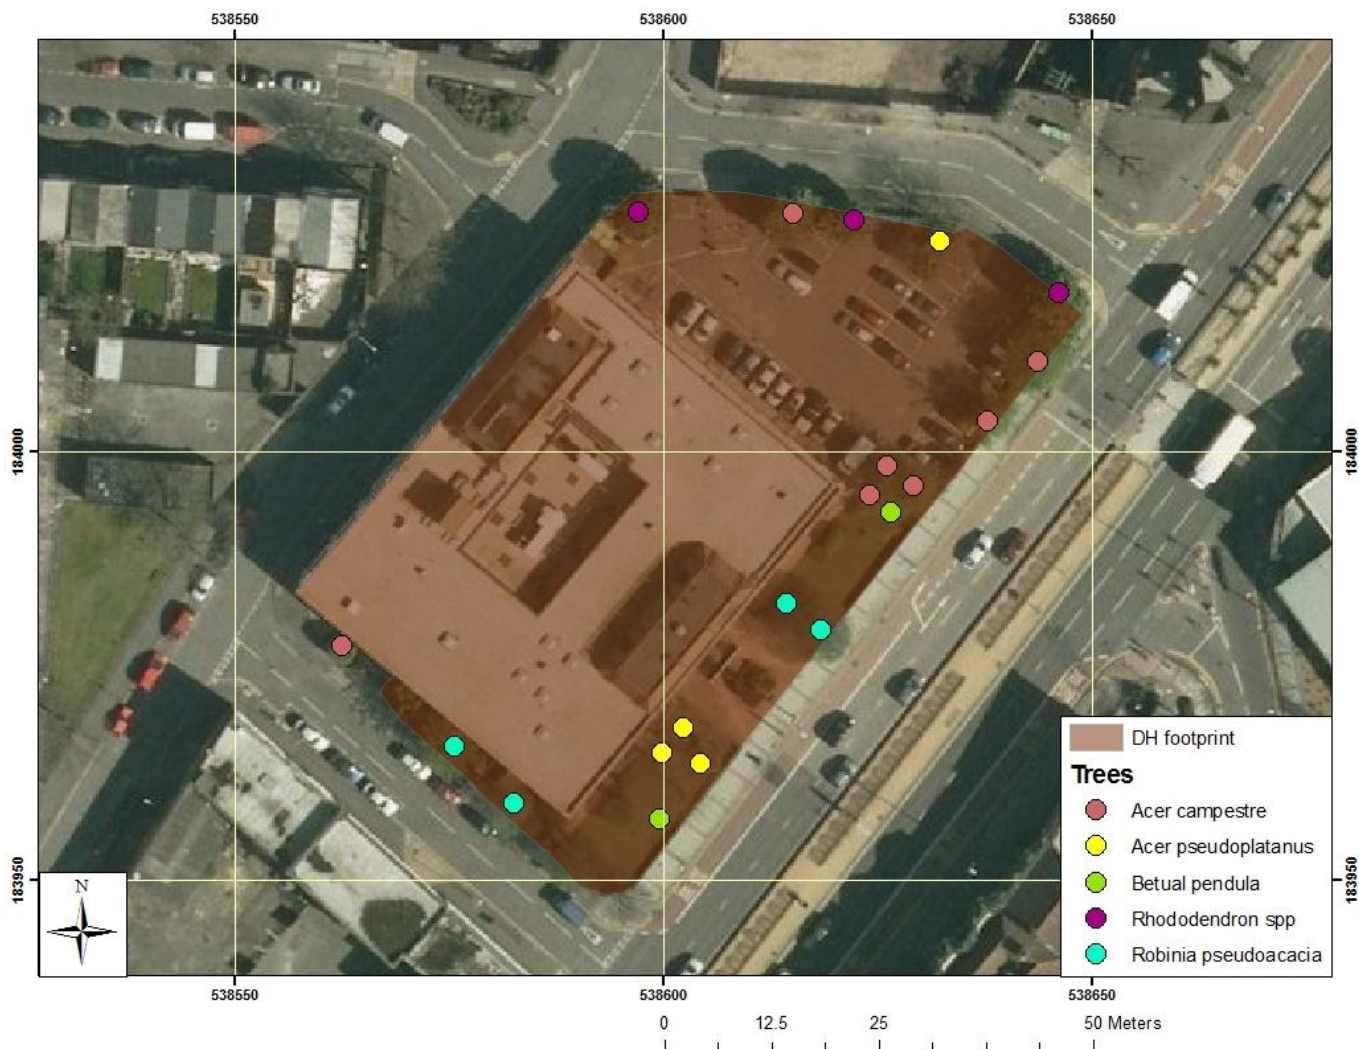 538550
538600
538650
184000
184000
183950
183950
DH footprint
Trees
Acer campestre
Acer pseudoplatanus
Betual pendula
Rhododendron spp
Robinia pseudoacacia
N
538550
538600
538650
0
12.5
25
50 Meters